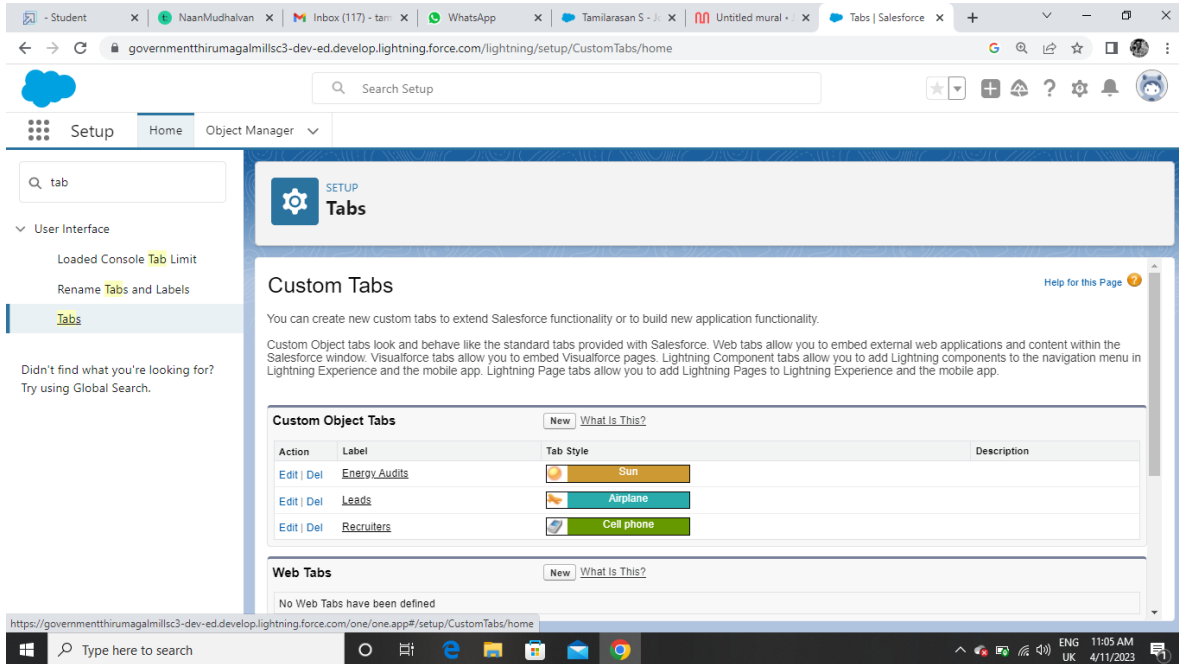 - Student
NaanMudhalvan
Inbox (117) - tam
WhatsApp
Tamilarasan S - Jo
Untitled mural •
Tabs | Salesforce
governmentthirumagalmillsc3-dev-ed.develop.lightning.force.com/lightning/setup/CustomTabs/home
Search Setup
Setup
Home
Object Manager
tab
User Interface
Loaded Console Tab Limit
Rename Tabs and Labels
Tabs
Didn't find what you're looking for?
Try using Global Search.
SETUP
Tabs
Custom Tabs
Help for this Page
You can create new custom tabs to extend Salesforce functionality or to build new application functionality.
Custom Object tabs look and behave like the standard tabs provided with Salesforce. Web tabs allow you to embed external web applications and content within the
Salesforce window. Visualforce tabs allow you to embed Visualforce pages. Lightning Component tabs allow you to add Lightning components to the navigation menu in
Lightning Experience and the mobile app. Lightning Page tabs allow you to add Lightning Pages to Lightning Experience and the mobile app.
Custom Object Tabs New What Is This?
Action Label Tab Style Description
Edit | Del Energy Audits Sun
Edit | Del Leads Airplane
Edit | Del Recruiters Cell phone
Web Tabs New What Is This?
No Web Tabs have been defined
https://governmentthirumagalmillsc3-dev-ed.develop.lightning.force.com/one/one.app#/setup/CustomTabs/home
Type here to search
ENG 11:05 AM
UK 4/11/2023